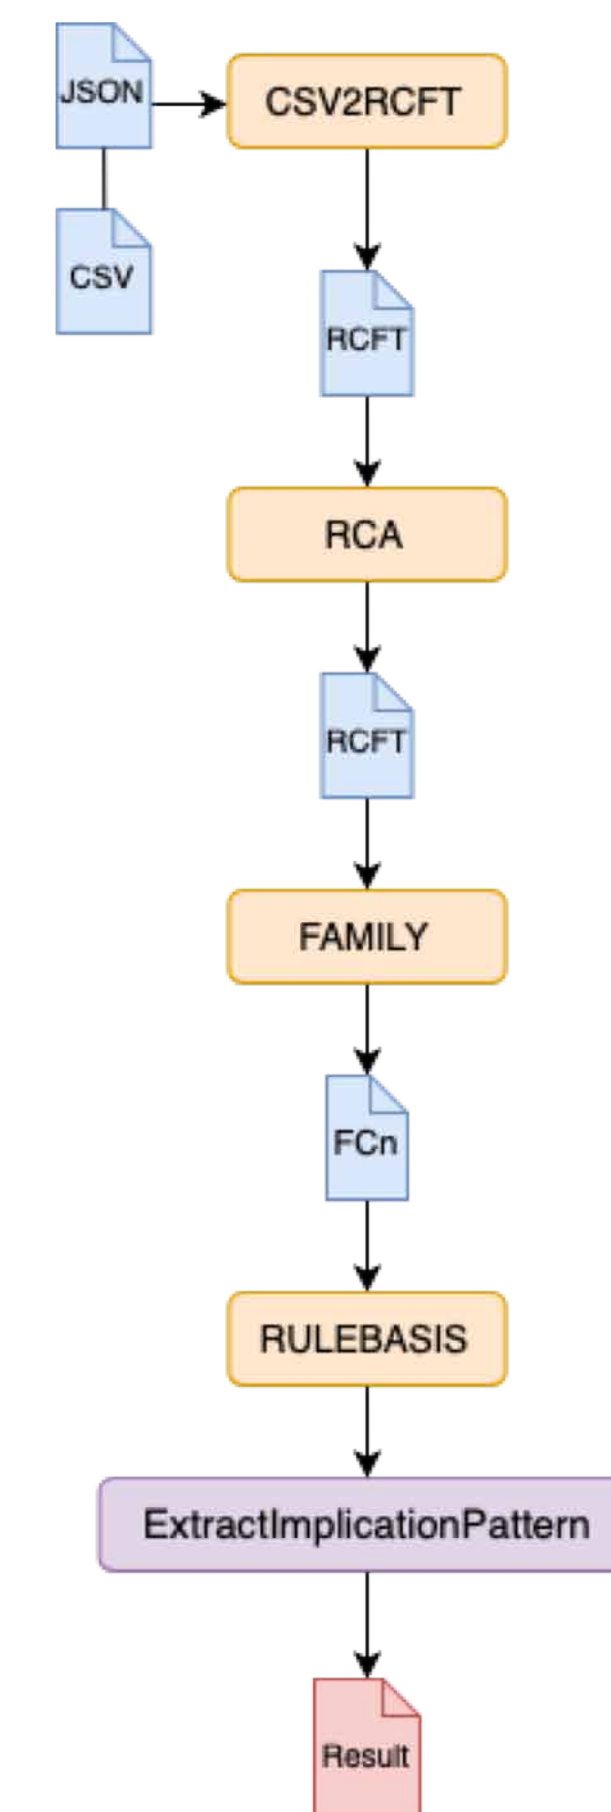 JSON
CSV2RCFT
CSV
RCFT
RCA
RCFT
FAMILY
FCn
RULEBASIS
ExtractImplicationPattern
Result